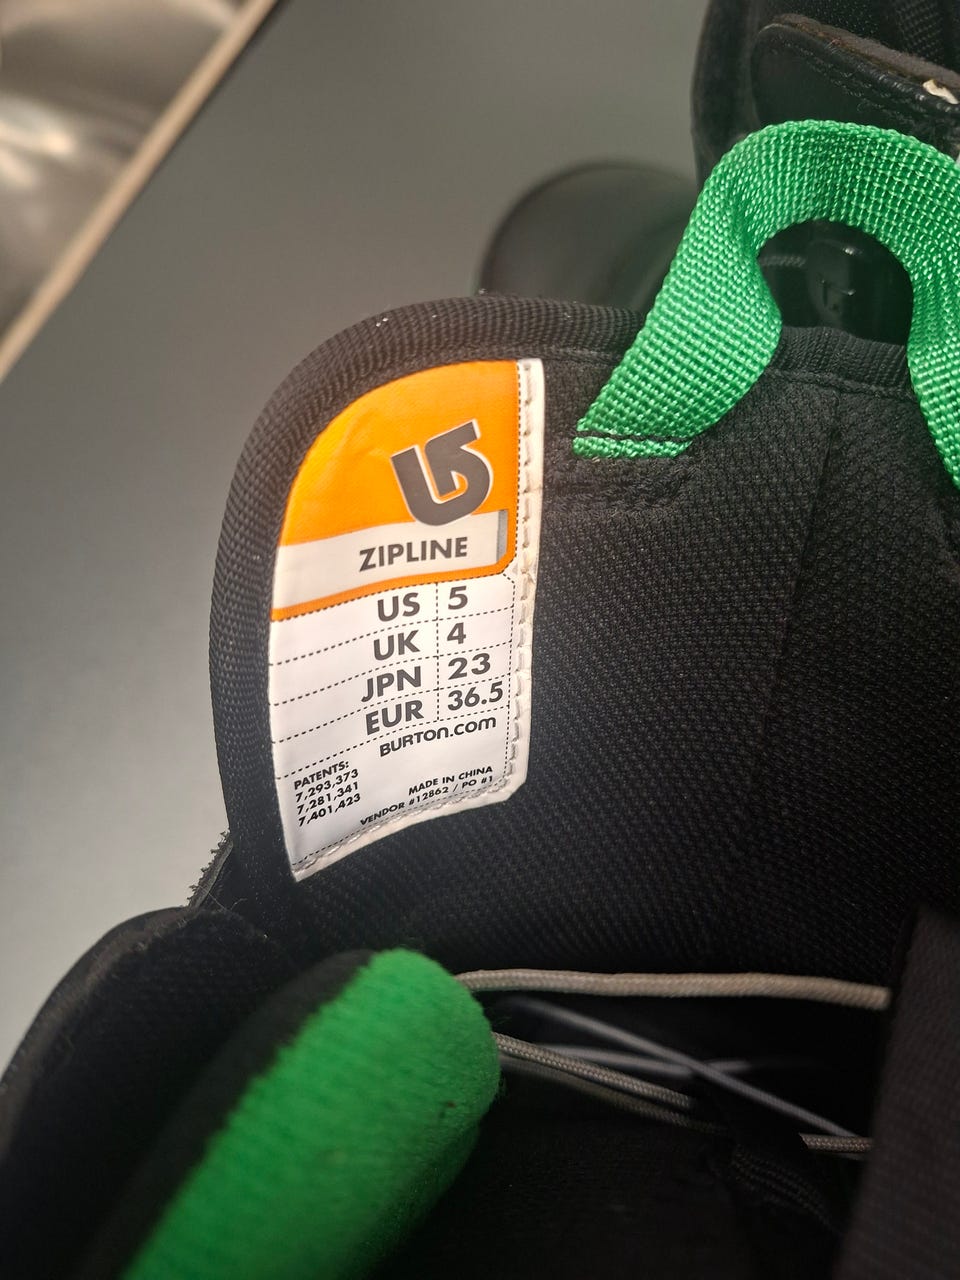 ZIPLINE
US 5
UK 4
JPN 23
EUR 36.5
BURTON.COM
PATENTS:
7,293,373
7,281,341
7,401,423
MADE IN CHINA
VENDOR #12862 / PO #1